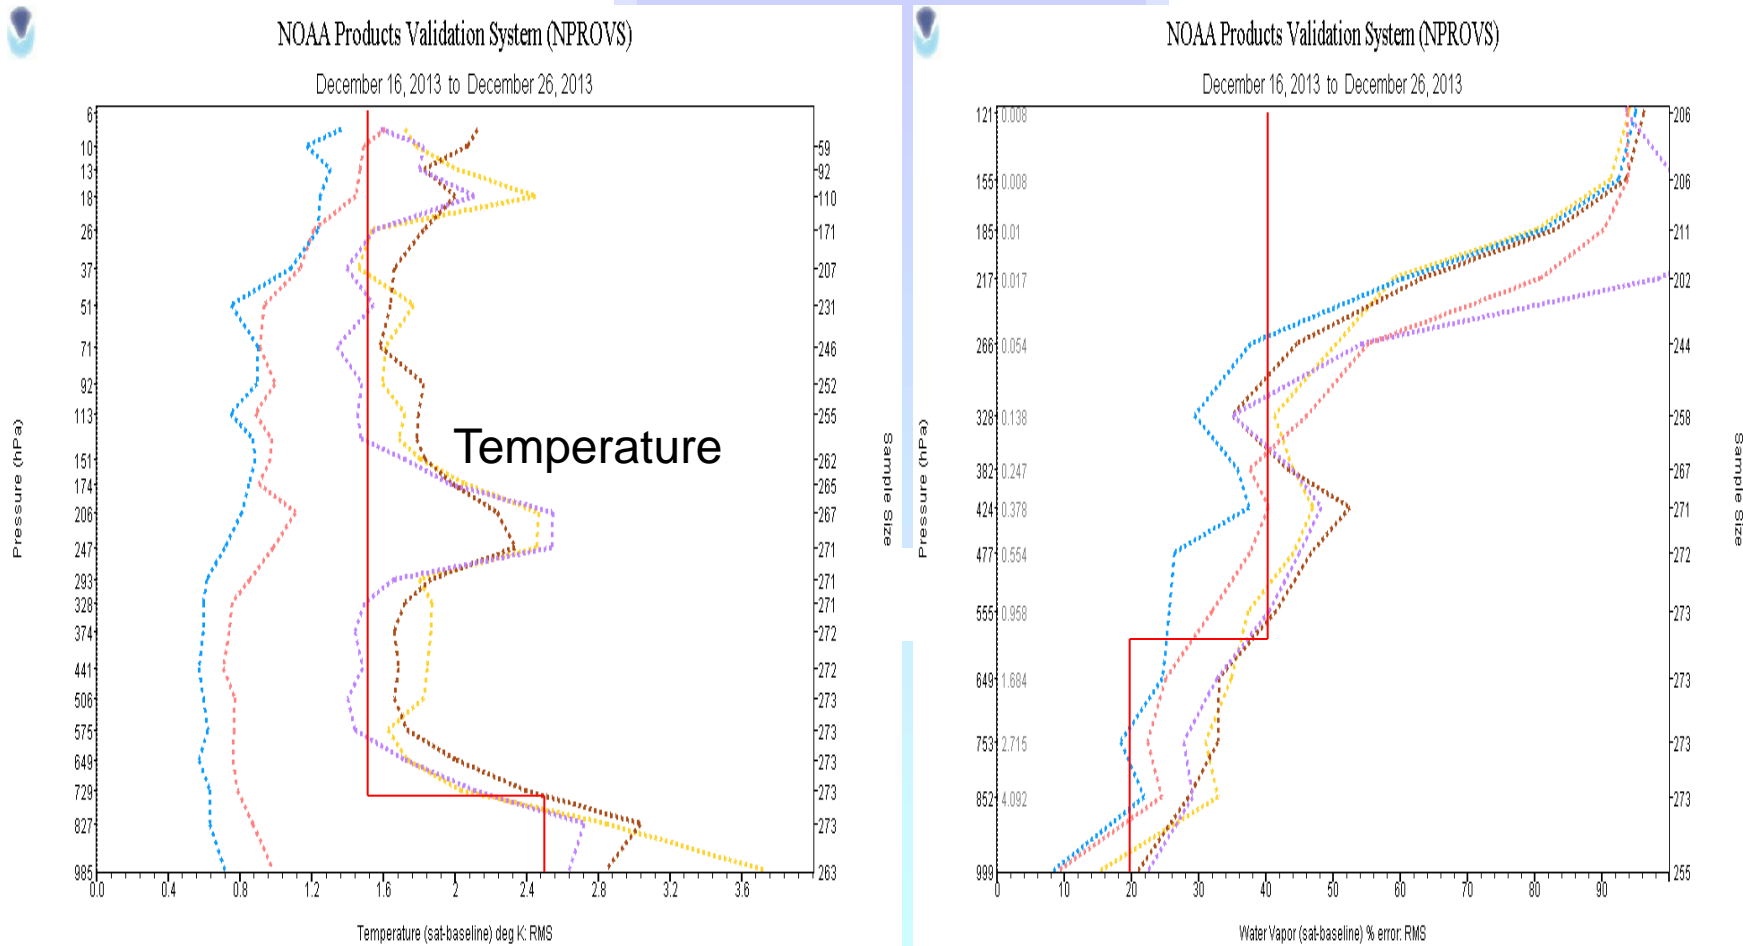 NOAA Products Validation System (NPROVS)
December 16, 2013 to December 26, 2013
Pressure (hPa)
6
10
13
18
26
37
51
71
92
113
151
174
206
247
293
328
374
441
506
575
649
729
827
985
Temperature
59
92
110
171
207
231
246
252
255
262
265
267
271
271
271
272
272
273
273
273
273
273
263
Sample Size
0.0 0.4 0.8 1.2 1.6 2 2.4 2.8 3.2 3.6
Temperature (sat-baseline) deg K: RMS
NOAA Products Validation System (NPROVS)
December 16, 2013 to December 26, 2013
Pressure (hPa)
121 0.008 206
155 0.008 206
185 0.01 211
217 0.017 202
266 0.054 244
328 0.138 258
382 0.247 267
424 0.378 271
477 0.554 272
555 0.958 273
649 1.684 273
753 2.715 273
852 4.092 273
999 255
Sample Size
0 10 20 30 40 50 60 70 80 90
Water Vapor (sat-baseline) % error: RMS